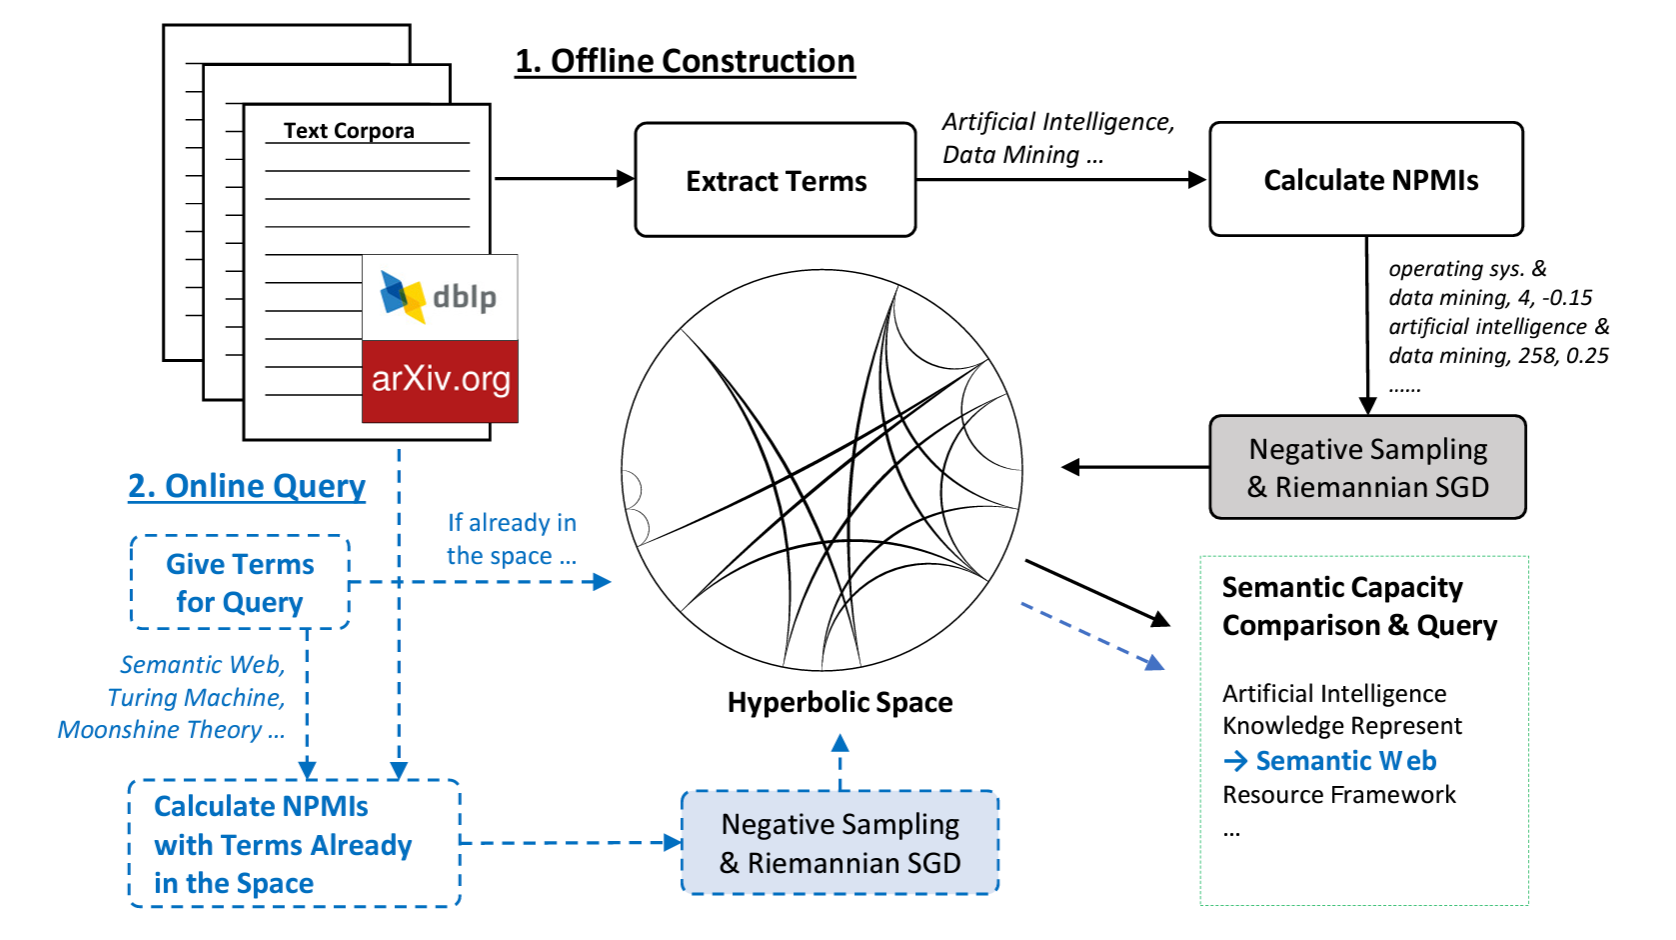 1. Offline Construction
Text Corpora
dblp
arXiv.org
Extract Terms
Artificial Intelligence,
Data Mining ...
Calculate NPMIs
operating sys. &
data mining, 4, -0.15
artificial intelligence &
data mining, 258, 0.25
......
Negative Sampling
& Riemannian SGD
2. Online Query
If already in
the space ...
Give Terms
for Query
Semantic Web,
Turing Machine,
Moonshine Theory ...
Calculate NPMIs
with Terms Already
in the Space
Negative Sampling
& Riemannian SGD
Hyperbolic Space
Semantic Capacity
Comparison & Query
Artificial Intelligence
Knowledge Represent
→ Semantic Web
Resource Framework
...